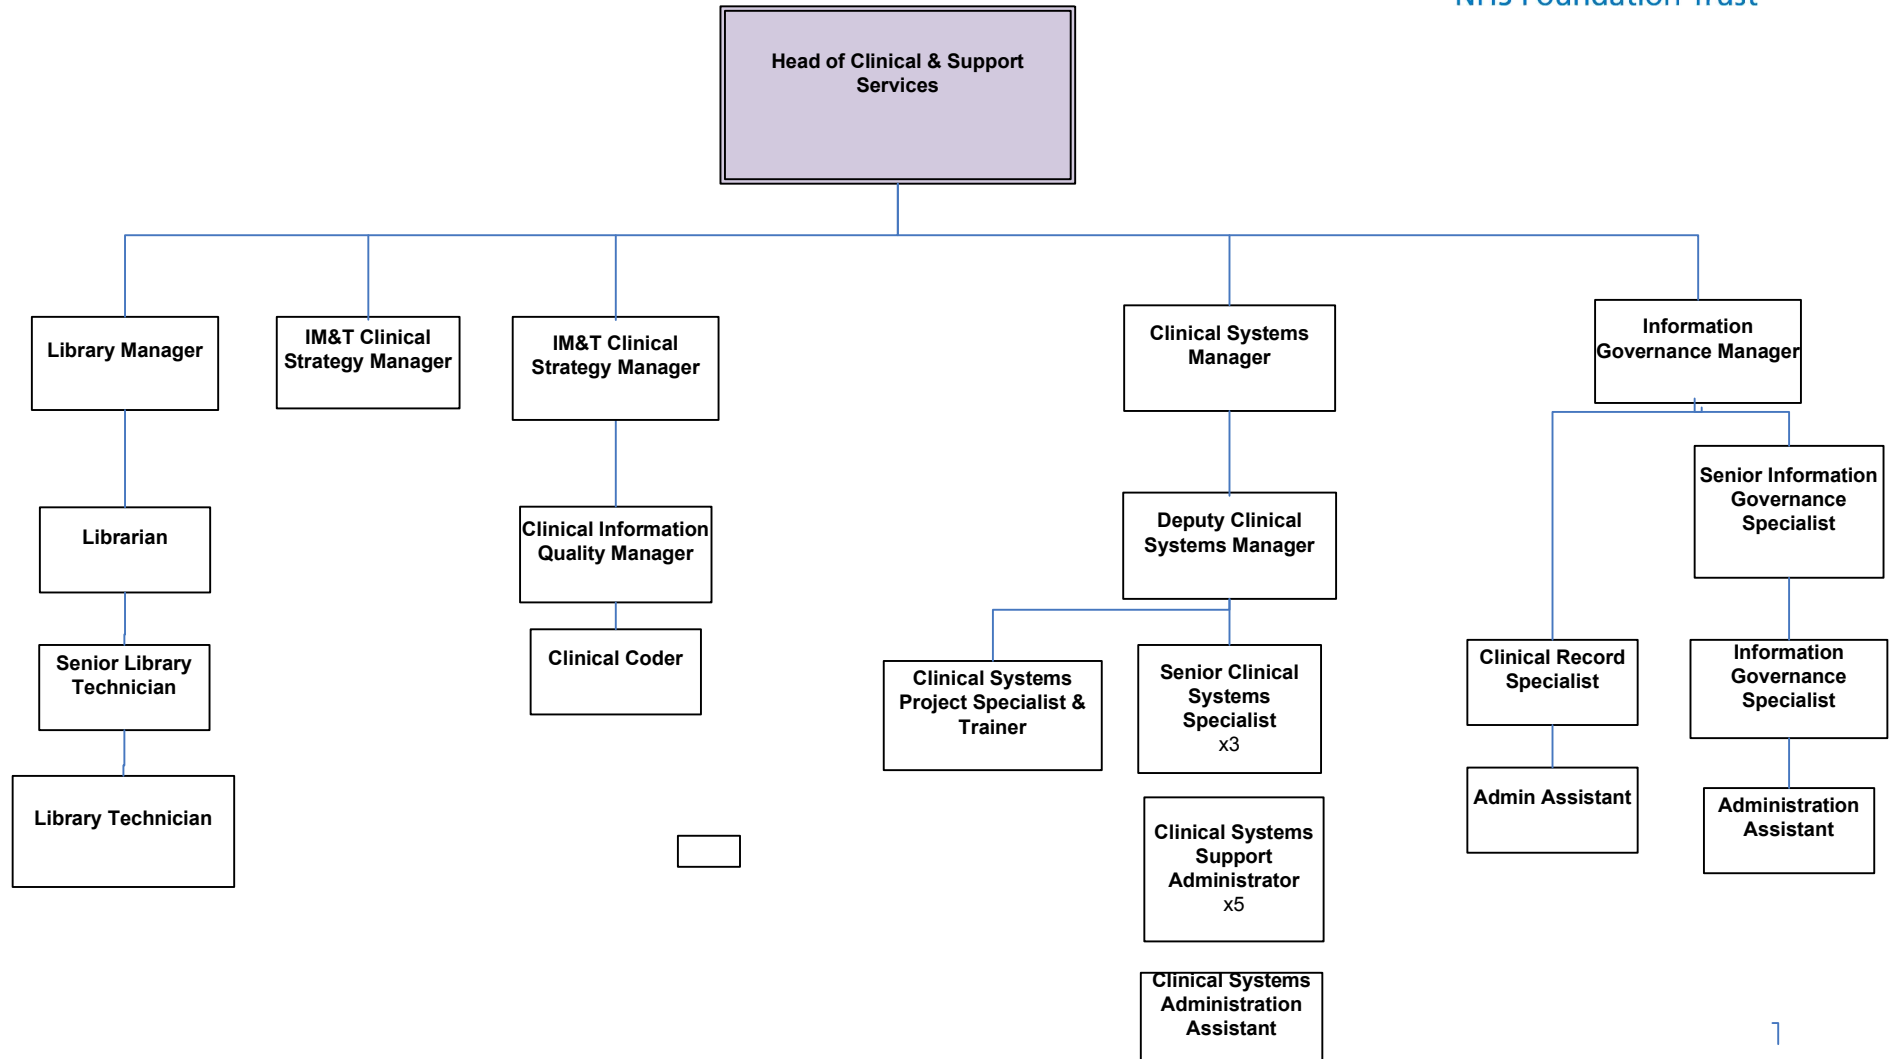 NHS Foundation Trust
Head of Clinical & Support
Services
Library Manager
IM&T Clinical
Strategy Manager
IM&T Clinical
Strategy Manager
Clinical Systems
Manager
Information
Governance Manager
Librarian
Clinical Information
Quality Manager
Deputy Clinical
Systems Manager
Senior Information
Governance
Specialist
Senior Library
Technician
Clinical Coder
Clinical Systems
Project Specialist &
Trainer
Senior Clinical
Systems
Specialist
x3
Clinical Record
Specialist
Information
Governance
Specialist
Library Technician
Clinical Systems
Support
Administrator
x5
Admin Assistant
Administration
Assistant
Clinical Systems
Administration
Assistant